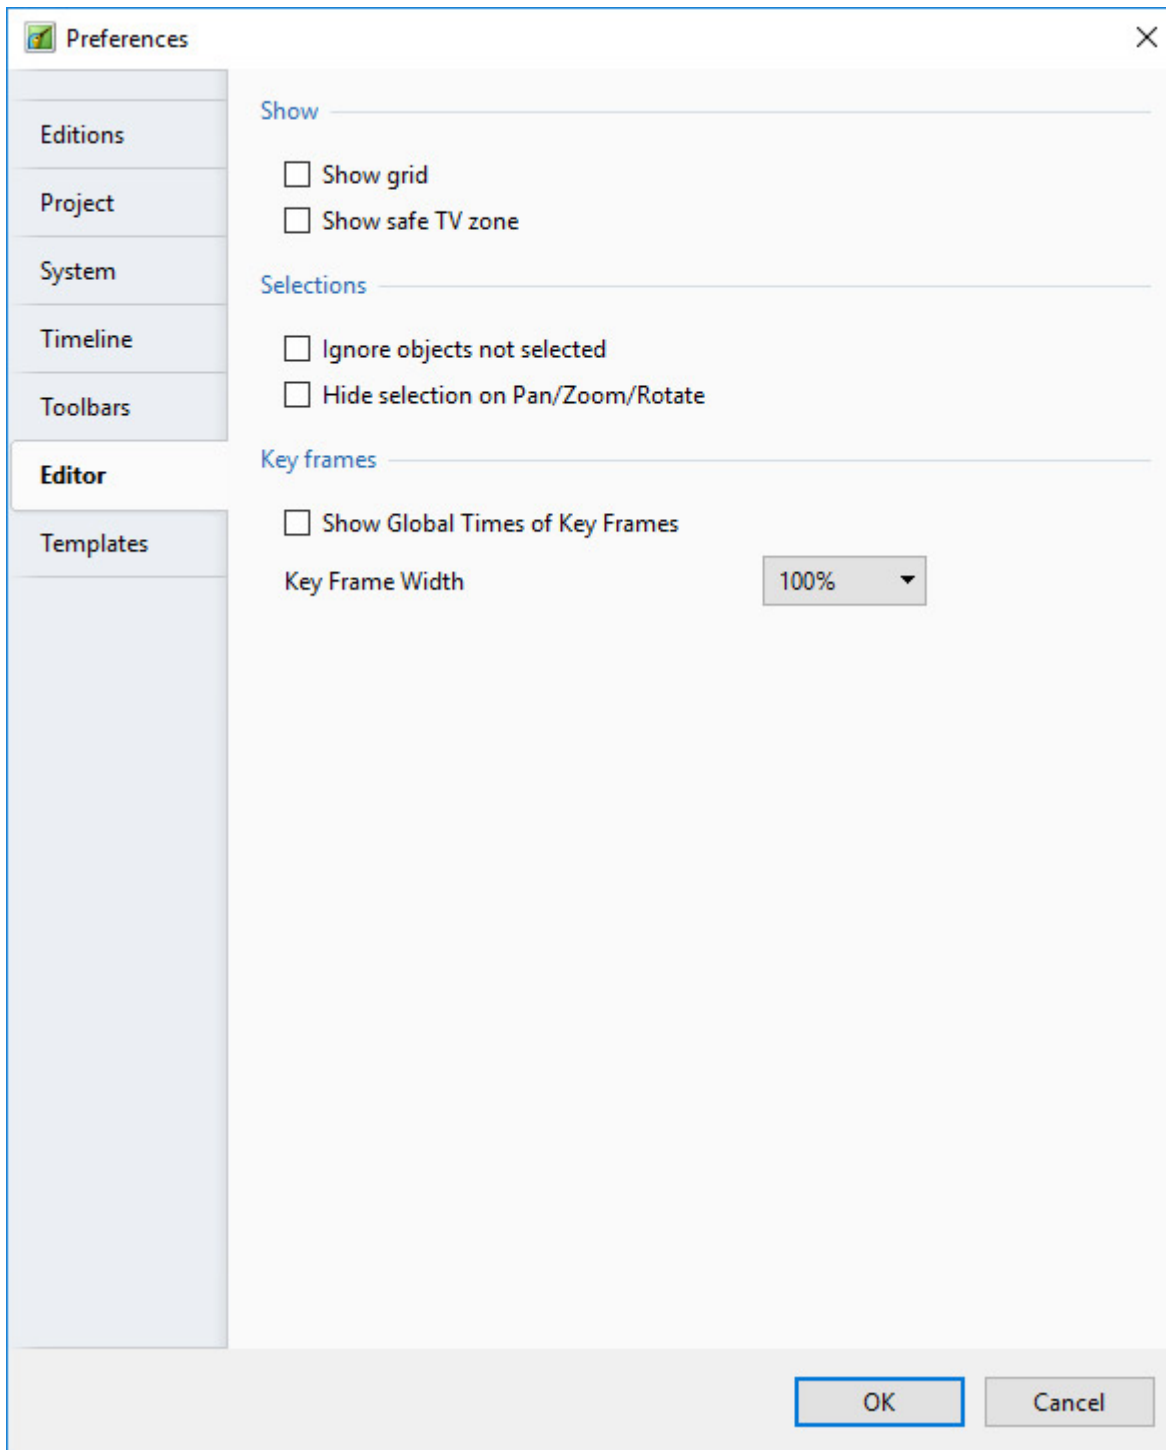 Preferences
Editions
Project
System
Timeline
Toolbars
Editor
Templates
Show
Show grid
Show safe TV zone
Selections
Ignore objects not selected
Hide selection on Pan/Zoom/Rotate
Key frames
Show Global Times of Key Frames
Key Frame Width 100%
OK Cancel